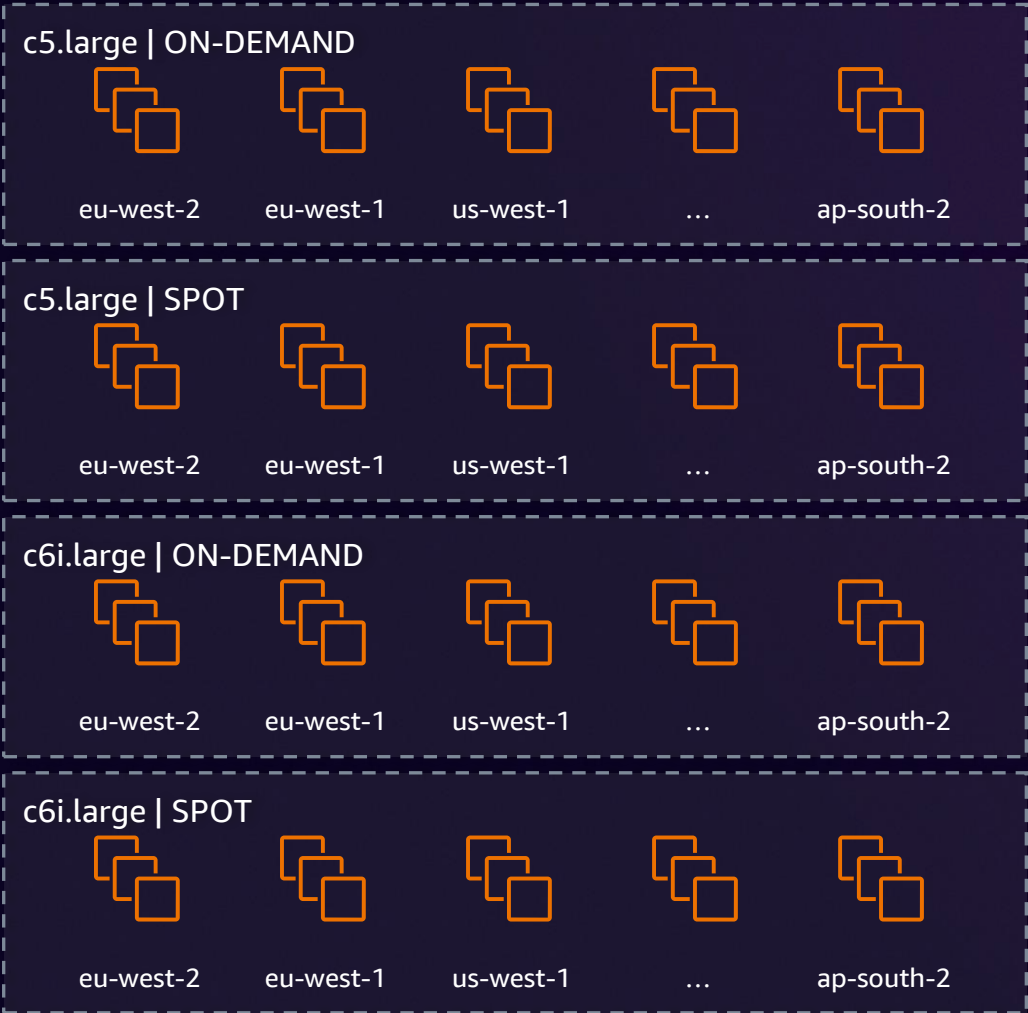 c5.large | ON-DEMAND
eu-west-2 eu-west-1 us-west-1 … ap-south-2
c5.large | SPOT
eu-west-2 eu-west-1 us-west-1 … ap-south-2
c6i.large | ON-DEMAND
eu-west-2 eu-west-1 us-west-1 … ap-south-2
c6i.large | SPOT
eu-west-2 eu-west-1 us-west-1 … ap-south-2